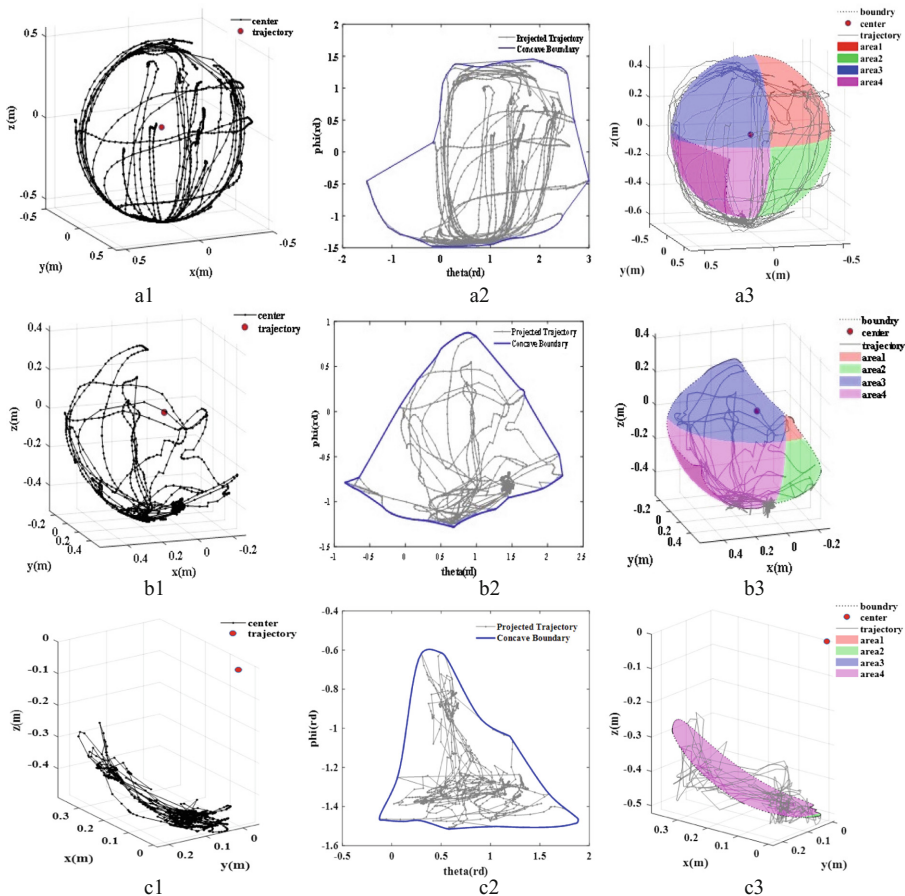 center
trajectory
0.5
0
-0.5
z(m)
-0.5
0
0.5
y(m)
0.5
0
-0.5
x(m)
a1
Projected Trajectory
Concave Boundary
2
1.5
1
0.5
0
-0.5
-1
-1.5
phi(rd)
-2
-1
0
1
2
3
theta(rd)
a2
boundry
center
trajectory
area1
area2
area3
area4
0.4
0.2
0
-0.2
-0.4
-0.6
z(m)
-0.5
0
0.5
y(m)
0.5
0
-0.5
x(m)
a3
center
trajectory
0.4
0.2
0
-0.2
-0.4
z(m)
-0.2
0
0.2
0.4
y(m)
0.4
0.2
0
-0.2
x(m)
b1
Projected Trajectory
Concave Boundary
1
0.5
0
-0.5
-1
-1.5
phi(rd)
-1
-0.5
0
0.5
1
1.5
2
2.5
theta(rd)
b2
boundry
center
trajectory
area1
area2
area3
area4
0.4
0.2
0
-0.2
-0.4
z(m)
-0.2
0
0.2
0.4
y(m)
0.4
0.2
0
-0.2
x(m)
b3
center
trajectory
0
-0.1
-0.2
-0.3
-0.4
z(m)
0.3
0.2
0.1
0
x(m)
0.2
0.1
0
y(m)
c1
Projected Trajectory
Concave Boundary
-0.4
-0.6
-0.8
-1
-1.2
-1.4
-1.6
phi(rd)
-0.5
0
0.5
1
1.5
2
theta(rd)
c2
boundry
center
trajectory
area1
area2
area3
area4
0
-0.1
-0.2
-0.3
-0.4
-0.5
z(m)
0.3
0.2
0.1
0
x(m)
0.2
0.1
0
y(m)
c3